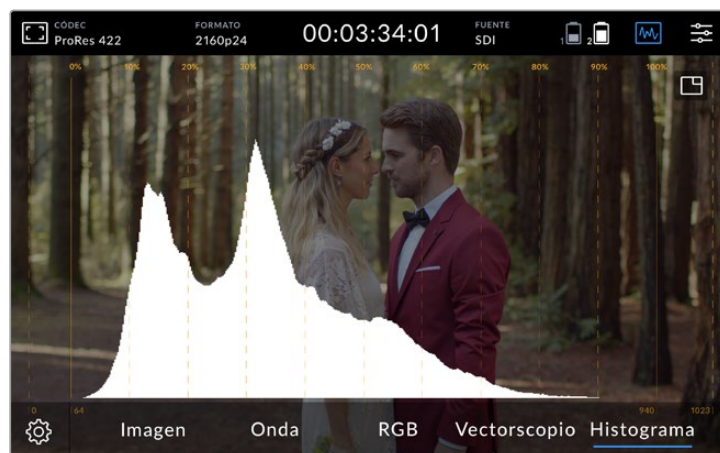 CÓDEC
ProRes 422
FORMATO
2160p24
00:03:34:01
FUENTE
SDI
1 2
0% 10% 20% 30% 40% 50% 60% 70% 80% 90% 100%
0 64 940 1023
Imagen Onda RGB Vectorscopio Histograma